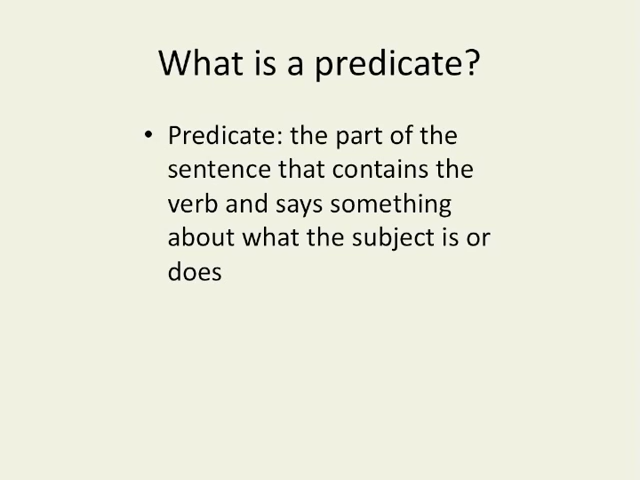 What is a predicate?
• Predicate: the part of the
sentence that contains the
verb and says something
about what the subject is or
does